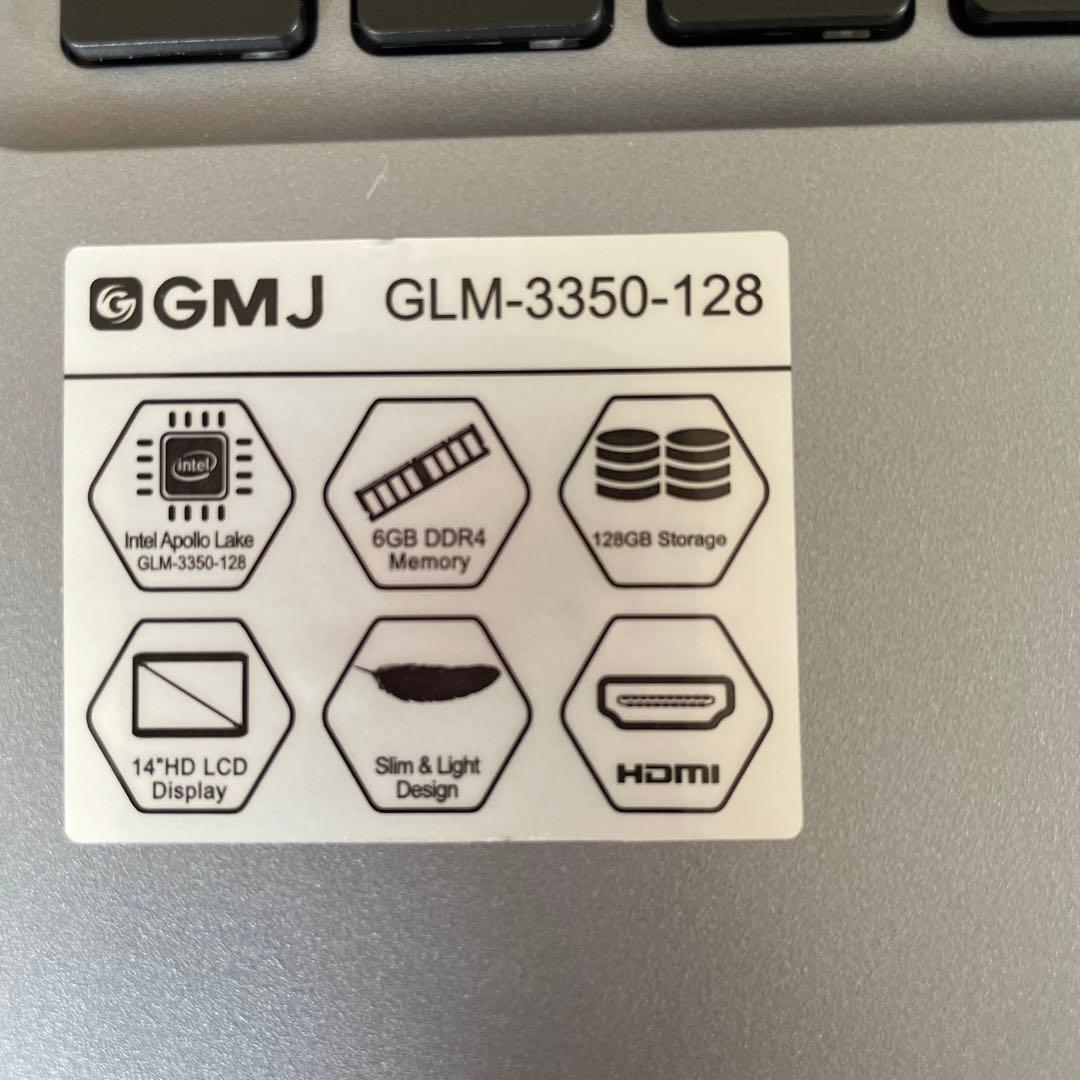 GMJ GLM-3350-128
intel
Intel Apollo Lake
GLM-3350-128
6GB DDR4
Memory
128GB Storage
14"HD LCD
Display
Slim & Light
Design
HDMI